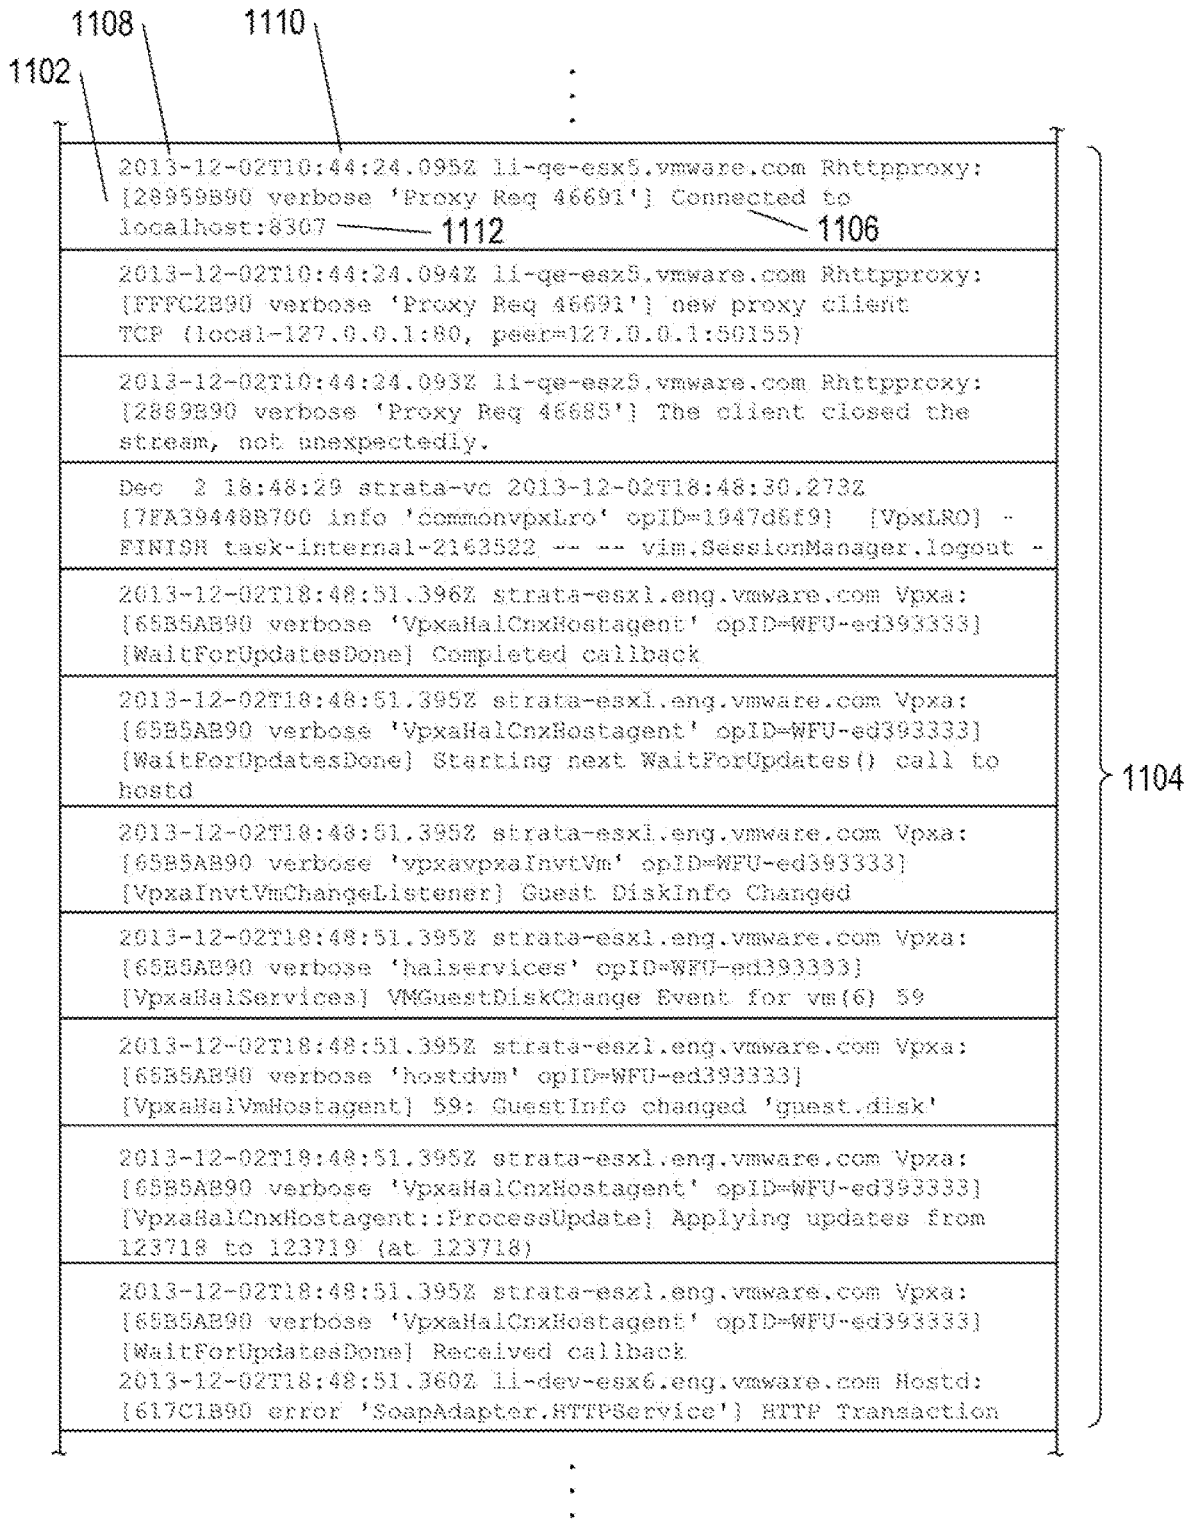 1108
1110
1102
2013-12-02T10:44:24.095Z li-qe-esx5.vmware.com Rhttpproxy:
[28959B90 verbose 'Proxy Req 46691'] Connected to
localhost:8307
1112
1106
2013-12-02T10:44:24.094Z li-qe-esx5.vmware.com Rhttpproxy:
[FFFC2B90 verbose 'Proxy Req 46691'] new proxy client
TCP (local-127.0.0.1:80, peer=127.0.0.1:50155)
2013-12-02T10:44:24.093Z li-qe-esx5.vmware.com Rhttpproxy:
[2889B90 verbose 'Proxy Req 46685'] The client closed the
stream, not unexpectedly.
Dec 2 18:48:29 strata-vc 2013-12-02T18:48:30.273Z
[7FA39448B700 info 'commonvpxLro' opID=1947d6f9] [VpxLRO] -
FINISH task-internal-2163522 -- -- vim.SessionManager.logout -
2013-12-02T18:48:51.396Z strata-esx1.eng.vmware.com Vpxa:
[65B5AB90 verbose 'VpxaHalCnxHostagent' opID=WFU-ed393333]
[WaitForUpdatesDone] Completed callback
2013-12-02T18:48:51.395Z strata-esx1.eng.vmware.com Vpxa:
[65B5AB90 verbose 'VpxaHalCnxHostagent' opID=WFU-ed393333]
[WaitForUpdatesDone] Starting next WaitForUpdates() call to
hostd
1104
2013-12-02T18:48:51.395Z strata-esx1.eng.vmware.com Vpxa:
[65B5AB90 verbose 'vpxavpxaInvtVm' opID=WFU-ed393333]
[VpxaInvtVmChangeListener] Guest DiskInfo Changed
2013-12-02T18:48:51.395Z strata-esx1.eng.vmware.com Vpxa:
[65B5AB90 verbose 'halservices' opID=WFU-ed393333]
[VpxaHalServices] VMGuestDiskChange Event for vm(6) 59
2013-12-02T18:48:51.395Z strata-esx1.eng.vmware.com Vpxa:
[65B5AB90 verbose 'hostdvm' opID=WFU-ed393333]
[VpxaHalVmHostagent] 59: GuestInfo changed 'guest.disk'
2013-12-02T18:48:51.395Z strata-esx1.eng.vmware.com Vpxa:
[65B5AB90 verbose 'VpxaHalCnxHostagent' opID=WFU-ed393333]
[VpxaHalCnxHostagent::ProcessUpdate] Applying updates from
123718 to 123719 (at 123718)
2013-12-02T18:48:51.395Z strata-esx1.eng.vmware.com Vpxa:
[65B5AB90 verbose 'VpxaHalCnxHostagent' opID=WFU-ed393333]
[WaitForUpdatesDone] Received callback
2013-12-02T18:48:51.360Z li-dev-esx6.eng.vmware.com Hostd:
[617C1B90 error 'SoapAdapter.HTTPService'] HTTP Transaction